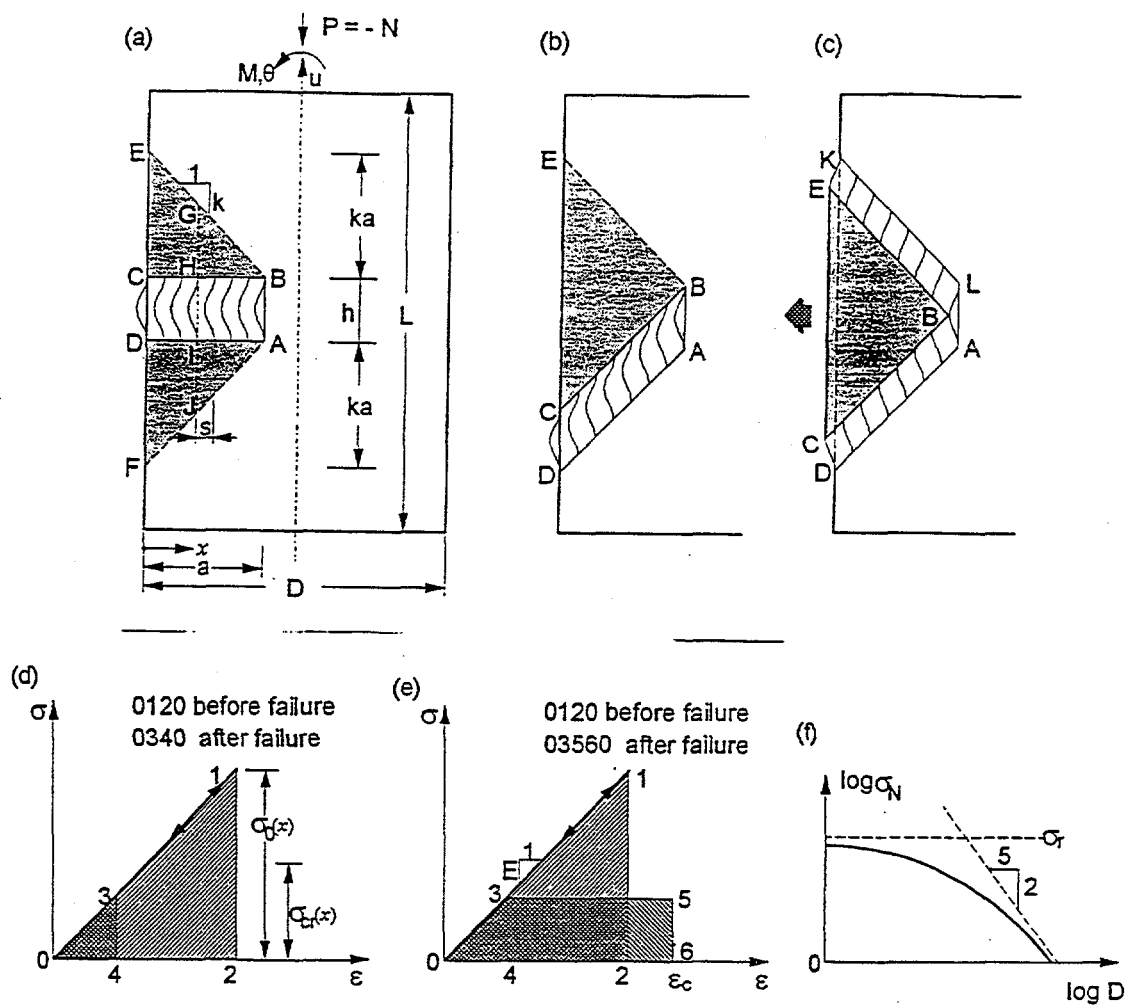 (a)
P = - N
M,θ
u
E
1
k
G
ka
C
H
B
h
L
D
I
A
J
ka
s
F
x
a
D
(b)
E
B
A
C
D
(c)
K
E
L
B
A
C
D
(d)
0120 before failure
0340 after failure
σ
1
σ₀(x)
3
σcr(x)
0
4
2
ε
(e)
0120 before failure
03560 after failure
σ
1
1
E
3
5
6
0
4
2
εc
ε
(f)
log σN
σr
5
2
0
log D